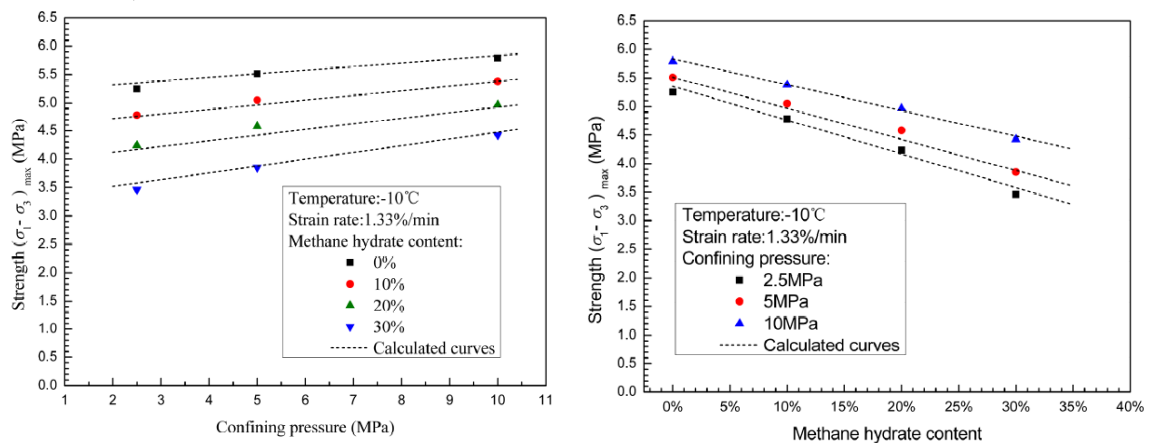 6.5
6.0
5.5
5.0
4.5
4.0
3.5
3.0
2.5
2.0
1.5
1.0
0.5
0.0
Strength (σ1- σ3 ) max (MPa)
Temperature:-10℃
Strain rate:1.33%/min
Methane hydrate content:
0%
10%
20%
30%
Calculated curves
1 2 3 4 5 6 7 8 9 10 11
Confining pressure (MPa)
6.5
6.0
5.5
5.0
4.5
4.0
3.5
3.0
2.5
2.0
1.5
1.0
0.5
0.0
Strength (σ1- σ3 ) max (MPa)
Temperature:-10℃
Strain rate:1.33%/min
Confining pressure:
2.5MPa
5MPa
10MPa
Calculated curves
0% 5% 10% 15% 20% 25% 30% 35% 40%
Methane hydrate content